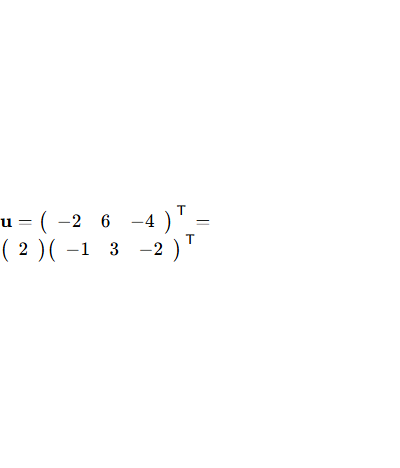 u = ( −2 6 −4 )ᵀ =
( 2 )( −1 3 −2 )ᵀ